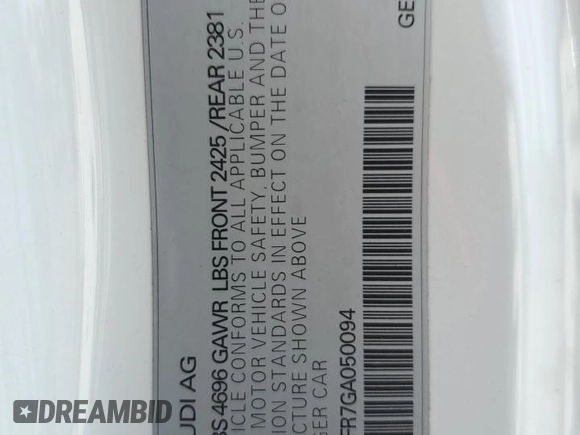 UDI AG
BS 4696 GAWR LBS FRONT 2425 /REAR 2381
ICLE CONFORMS TO ALL APPLICABLE U.S.
MOTOR VEHICLE SAFETY, BUMPER AND THE
ION STANDARDS IN EFFECT ON THE DATE O
CTURE SHOWN ABOVE
GER CAR
FR7GA050094
GE
DREAMBID